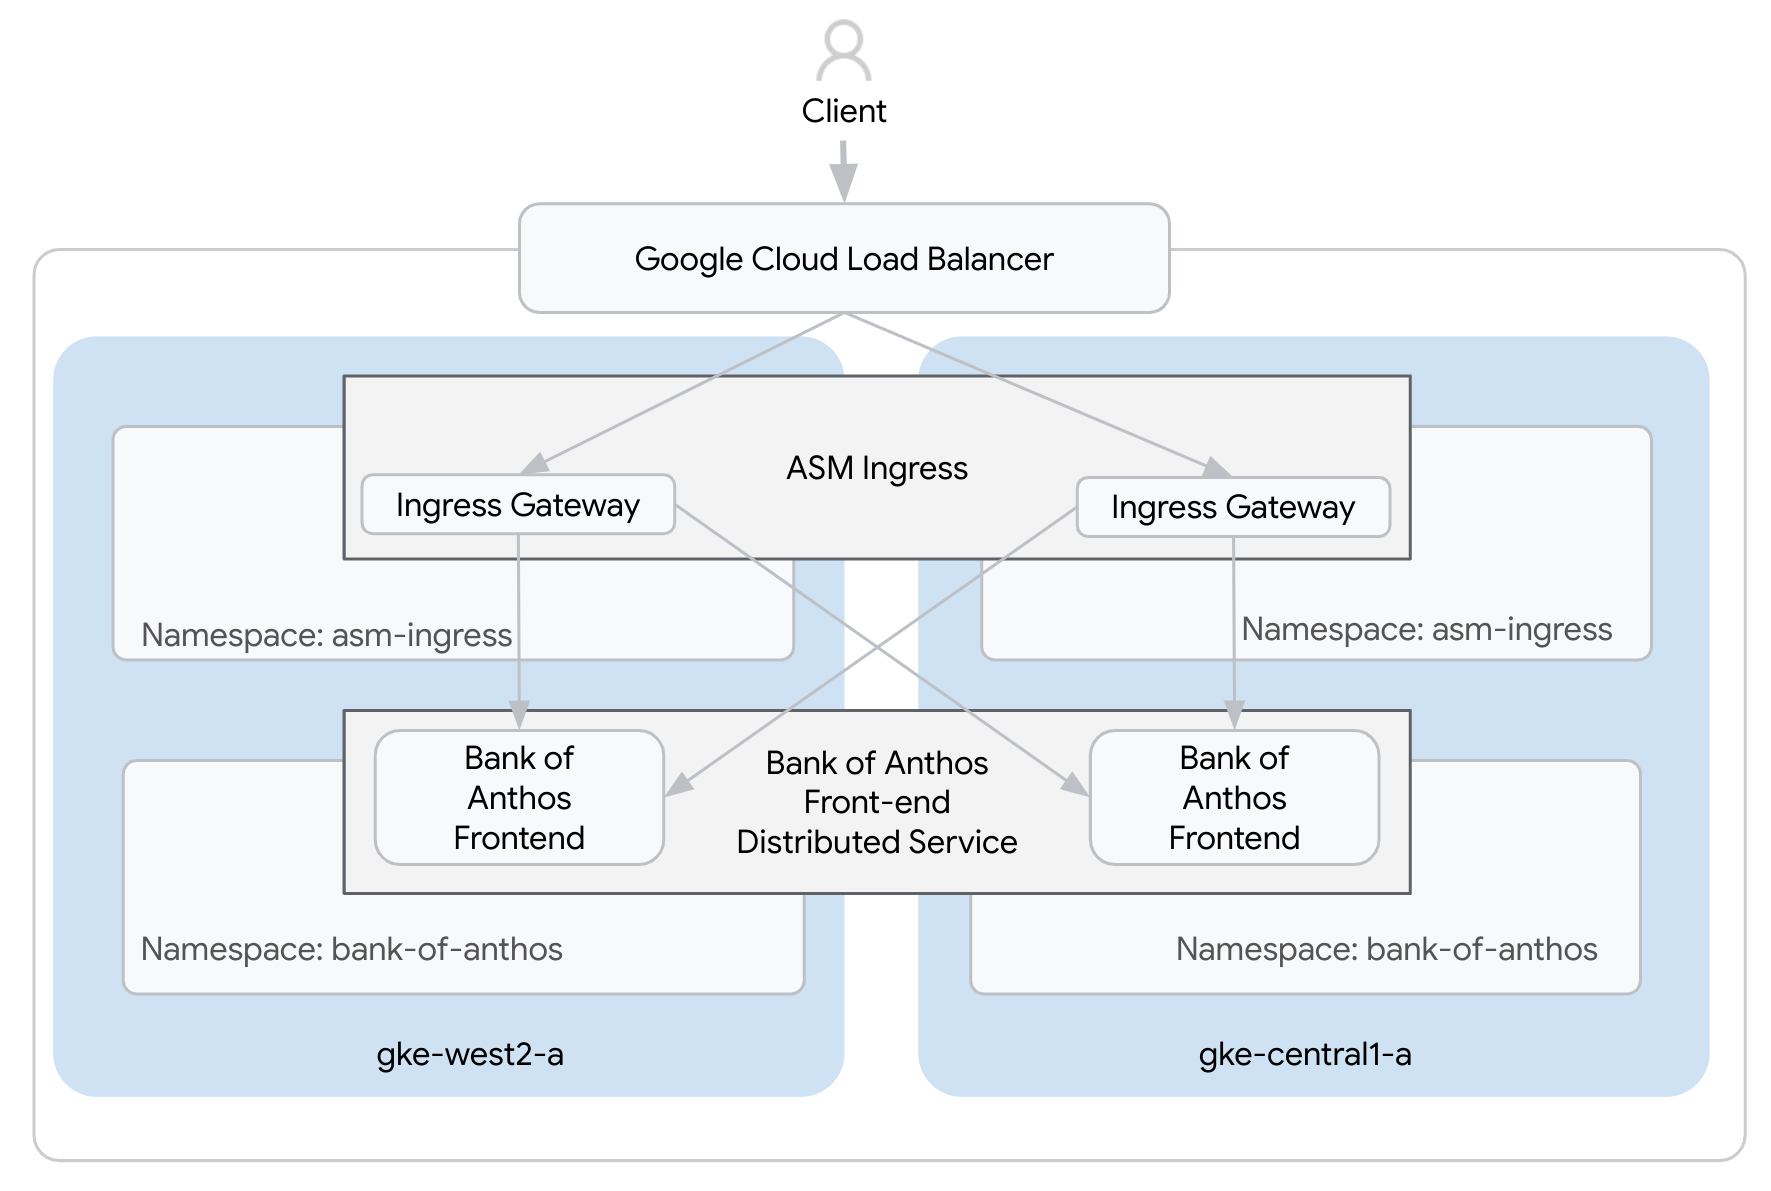 Client
Google Cloud Load Balancer
ASM Ingress
Ingress Gateway
Ingress Gateway
Namespace: asm-ingress
Namespace: asm-ingress
Bank of
Anthos
Frontend
Bank of Anthos
Front-end
Distributed Service
Bank of
Anthos
Frontend
Namespace: bank-of-anthos
Namespace: bank-of-anthos
gke-west2-a
gke-central1-a